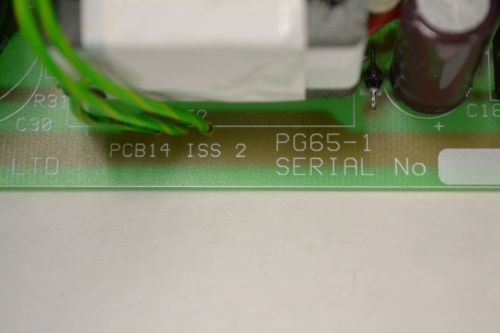 R31
C30
C18
+
LTD
PCB14 ISS 2
PG65-1
SERIAL No